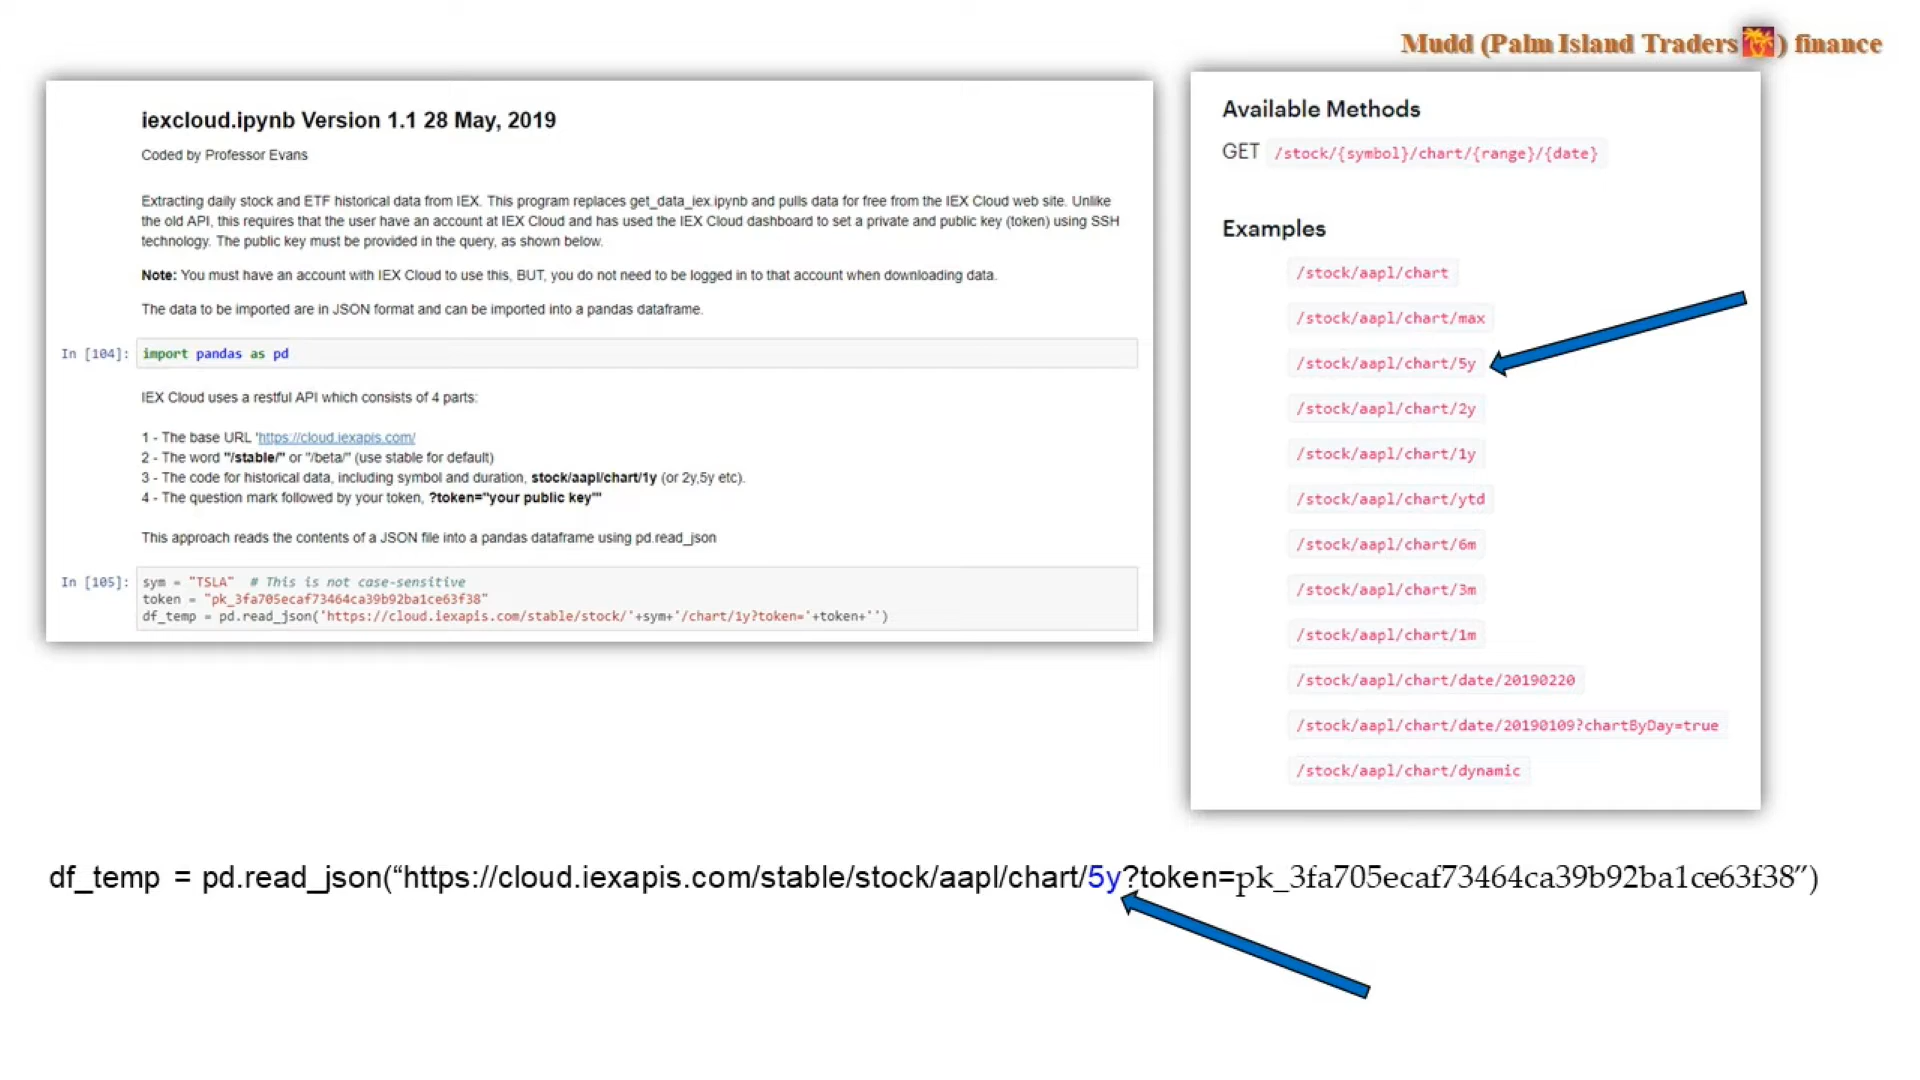 Mudd (Palm Island Traders ) finance
iexcloud.ipynb Version 1.1 28 May, 2019
Coded by Professor Evans
Extracting daily stock and ETF historical data from IEX. This program replaces get_data_iex.ipynb and pulls data for free from the IEX Cloud web site. Unlike
the old API, this requires that the user have an account at IEX Cloud and has used the IEX Cloud dashboard to set a private and public key (token) using SSH
technology. The public key must be provided in the query, as shown below.
Note: You must have an account with IEX Cloud to use this, BUT, you do not need to be logged in to that account when downloading data.
The data to be imported are in JSON format and can be imported into a pandas dataframe.
In [104]: import pandas as pd
IEX Cloud uses a restful API which consists of 4 parts:
1 - The base URL 'https://cloud.iexapis.com/
2 - The word "/stable/" or "/beta/" (use stable for default)
3 - The code for historical data, including symbol and duration, stock/aapl/chart/1y (or 2y,5y etc).
4 - The question mark followed by your token, ?token="your public key""
This approach reads the contents of a JSON file into a pandas dataframe using pd.read_json
In [105]: sym = "TSLA" # This is not case-sensitive
token = "pk_3fa705ecaf73464ca39b92ba1ce63f38"
df_temp = pd.read_json('https://cloud.iexapis.com/stable/stock/'+sym+'/chart/1y?token='+token+'')
Available Methods
GET /stock/{symbol}/chart/{range}/{date}
Examples
/stock/aapl/chart
/stock/aapl/chart/max
/stock/aapl/chart/5y
/stock/aapl/chart/2y
/stock/aapl/chart/1y
/stock/aapl/chart/ytd
/stock/aapl/chart/6m
/stock/aapl/chart/3m
/stock/aapl/chart/1m
/stock/aapl/chart/date/20190220
/stock/aapl/chart/date/20190109?chartByDay=true
/stock/aapl/chart/dynamic
df_temp = pd.read_json(“https://cloud.iexapis.com/stable/stock/aapl/chart/5y?token=pk_3fa705ecaf73464ca39b92ba1ce63f38”)